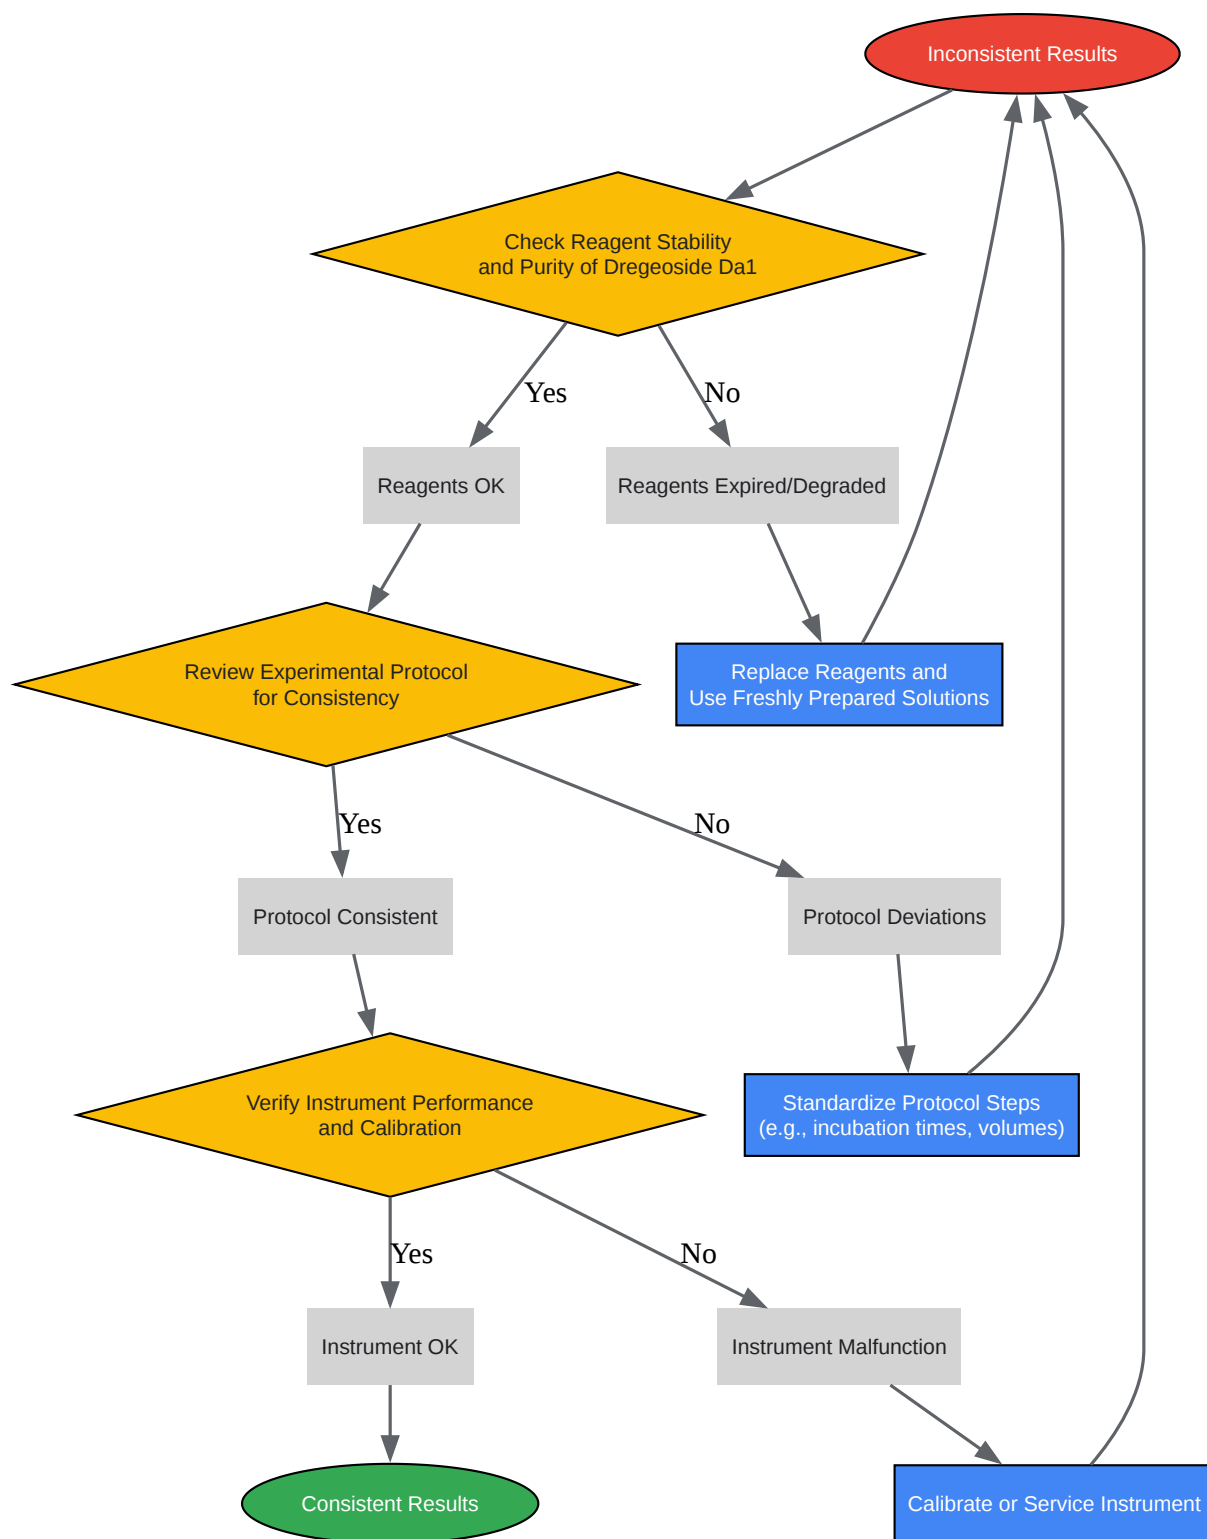 Inconsistent Results
Check Reagent Stability
and Purity of Dregeoside Da1
Yes
No
Reagents OK
Reagents Expired/Degraded
Review Experimental Protocol
for Consistency
Replace Reagents and
Use Freshly Prepared Solutions
Yes
No
Protocol Consistent
Protocol Deviations
Verify Instrument Performance
and Calibration
Standardize Protocol Steps
(e.g., incubation times, volumes)
Yes
No
Instrument OK
Instrument Malfunction
Consistent Results
Calibrate or Service Instrument